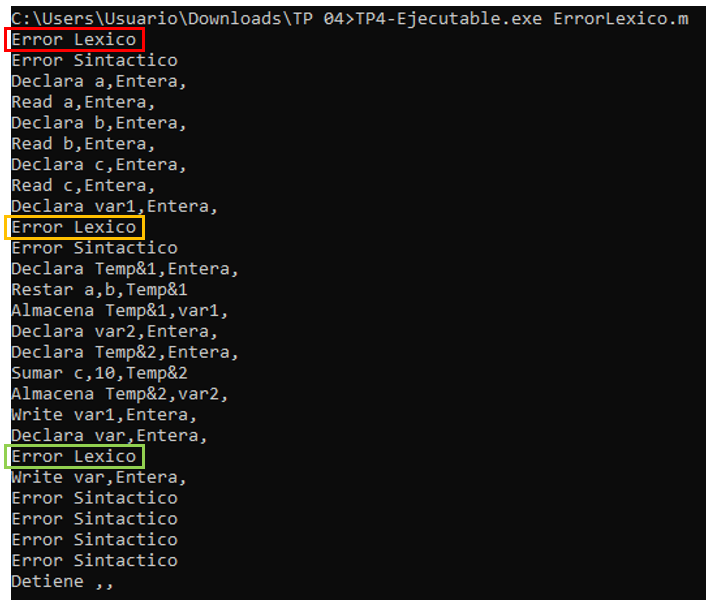 C:\Users\Usuario\Downloads\TP 04>TP4-Ejecutable.exe ErrorLexico.m
Error Lexico
Error Sintactico
Declara a,Entera,
Read a,Entera,
Declara b,Entera,
Read b,Entera,
Declara c,Entera,
Read c,Entera,
Declara var1,Entera,
Error Lexico
Error Sintactico
Declara Temp&1,Entera,
Restar a,b,Temp&1
Almacena Temp&1,var1,
Declara var2,Entera,
Declara Temp&2,Entera,
Sumar c,10,Temp&2
Almacena Temp&2,var2,
Write var1,Entera,
Declara var,Entera,
Error Lexico
Write var,Entera,
Error Sintactico
Error Sintactico
Error Sintactico
Error Sintactico
Detiene ,,